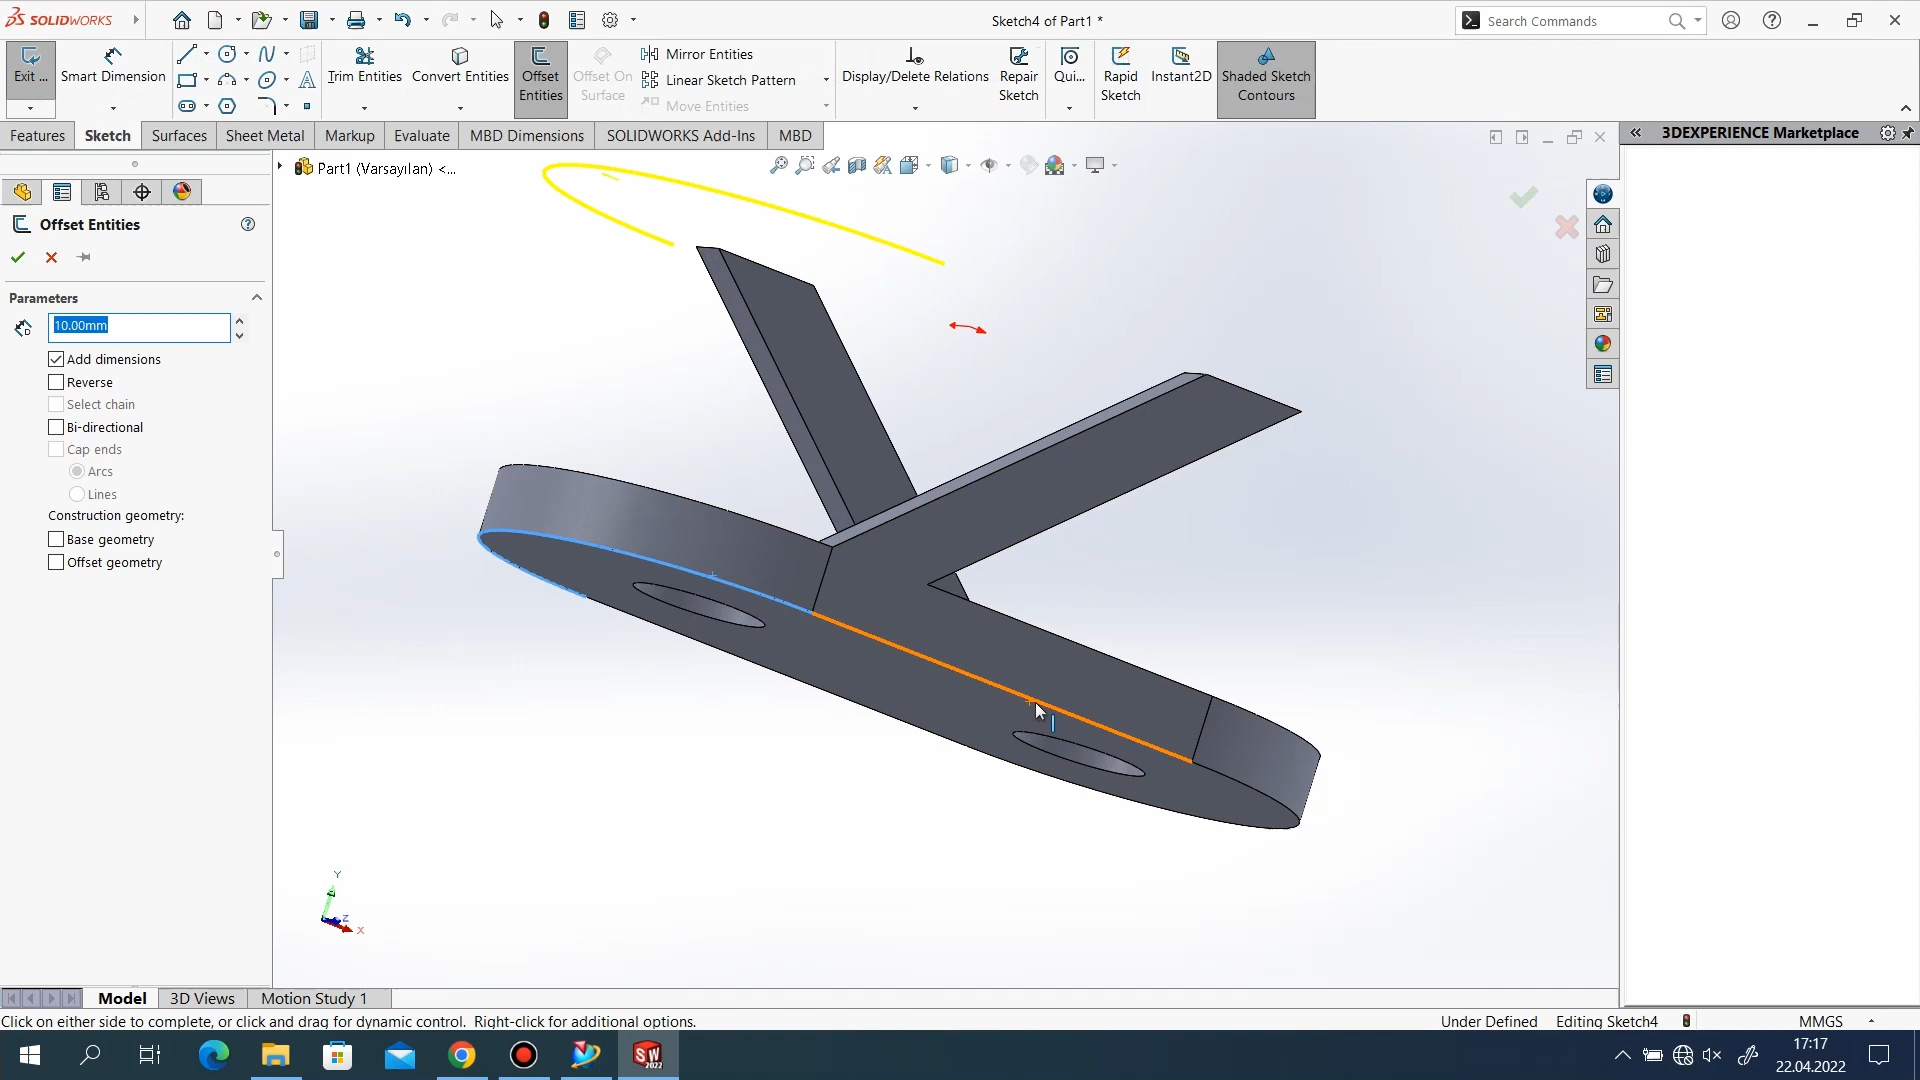 SOLIDWORKS
Sketch4 of Part1 *
Search Commands
Exit ...
Smart Dimension
Trim Entities
Convert Entities
Offset Entities
Offset On Surface
Mirror Entities
Linear Sketch Pattern
Move Entities
Display/Delete Relations
Repair Sketch
Qui...
Rapid Sketch
Instant2D
Shaded Sketch Contours
Features
Sketch
Surfaces
Sheet Metal
Markup
Evaluate
MBD Dimensions
SOLIDWORKS Add-Ins
MBD
3DEXPERIENCE Marketplace
Part1 (Varsayılan) <...
Offset Entities
Parameters
10.00mm
Add dimensions
Reverse
Select chain
Bi-directional
Cap ends
Arcs
Lines
Construction geometry:
Base geometry
Offset geometry
Y
Z
X
Model
3D Views
Motion Study 1
Click on either side to complete, or click and drag for dynamic control. Right-click for additional options.
Under Defined
Editing Sketch4
MMGS
SW
2022
17:17
22.04.2022